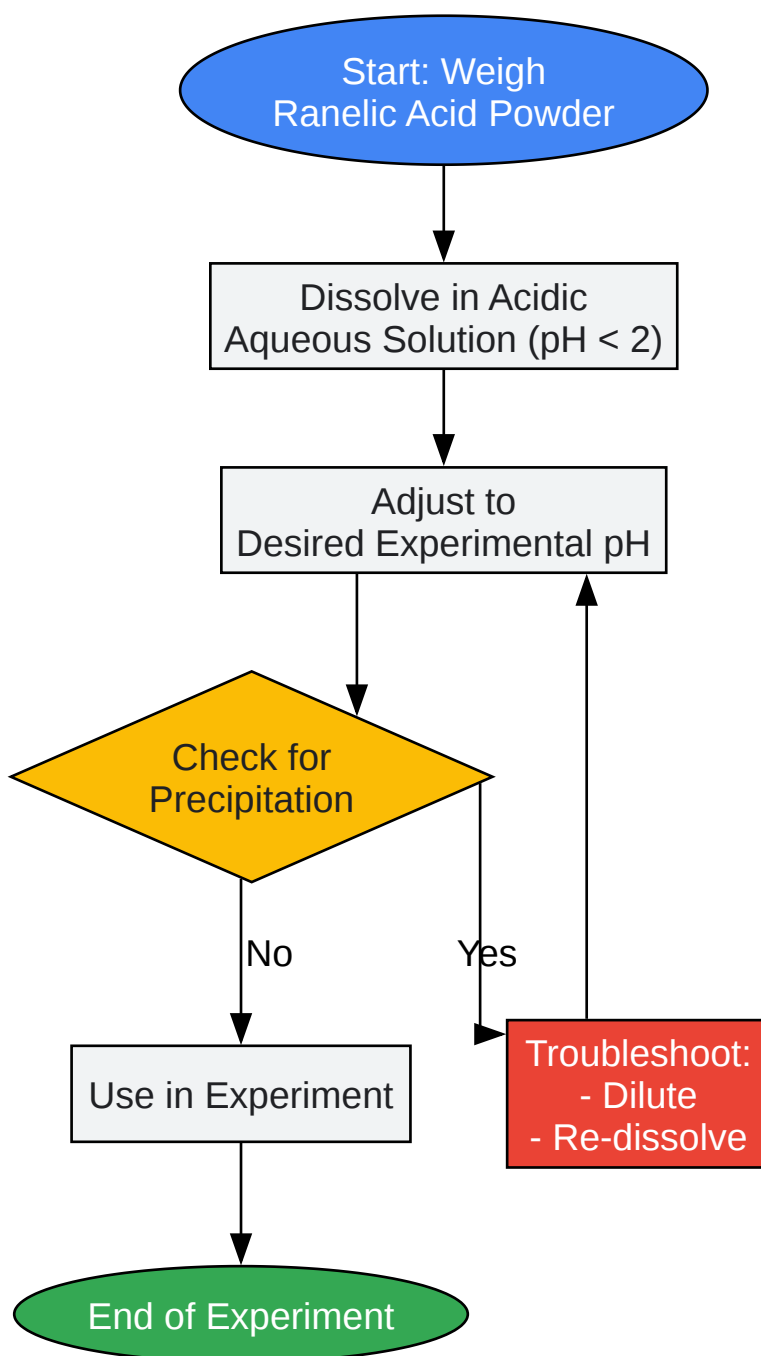 Start: Weigh
Ranelic Acid Powder
Dissolve in Acidic
Aqueous Solution (pH < 2)
Adjust to
Desired Experimental pH
Check for
Precipitation
No
Yes
Troubleshoot:
- Dilute
- Re-dissolve
Use in Experiment
End of Experiment